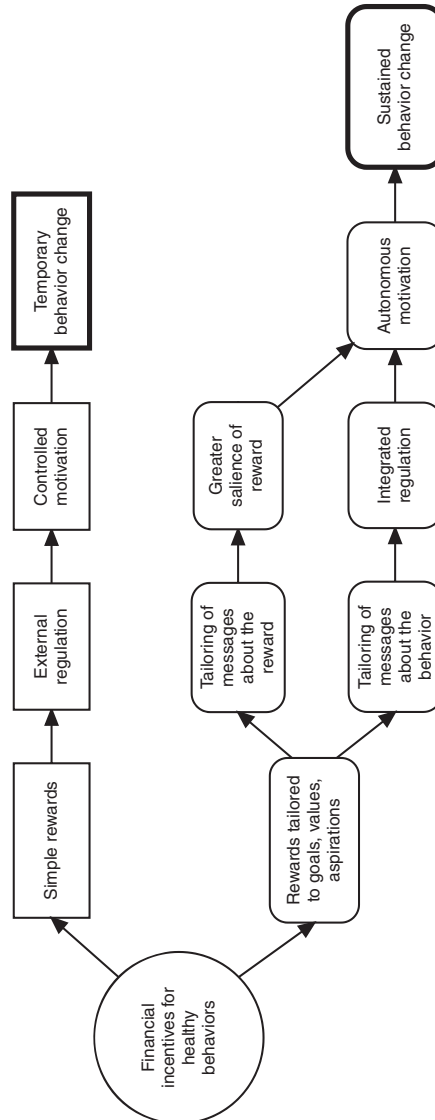 Financial
incentives for
healthy
behaviors
Simple rewards
External
regulation
Controlled
motivation
Temporary
behavior change
Rewards tailored
to goals, values,
aspirations
Tailoring of
messages
about the
reward
Greater
salience of
reward
Tailoring of
messages
about the
behavior
Integrated
regulation
Autonomous
motivation
Sustained
behavior change